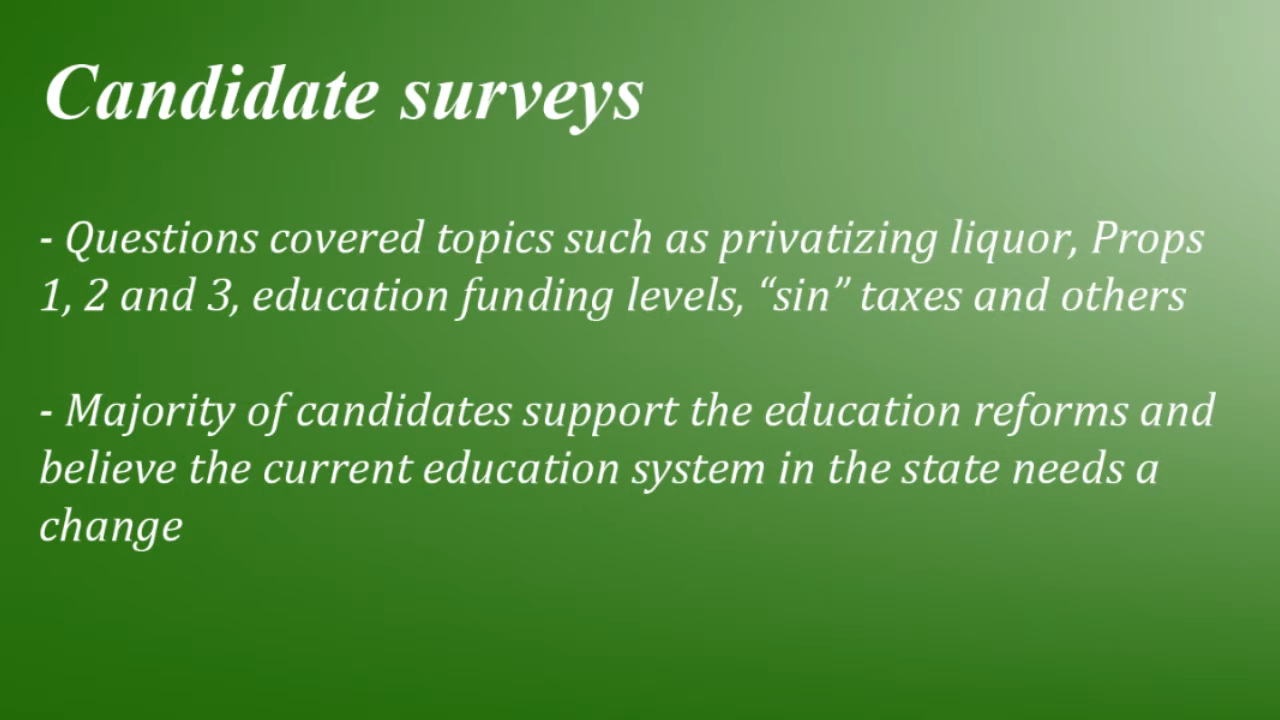 Candidate surveys
- Questions covered topics such as privatizing liquor, Props
1, 2 and 3, education funding levels, “sin” taxes and others
- Majority of candidates support the education reforms and
believe the current education system in the state needs a
change